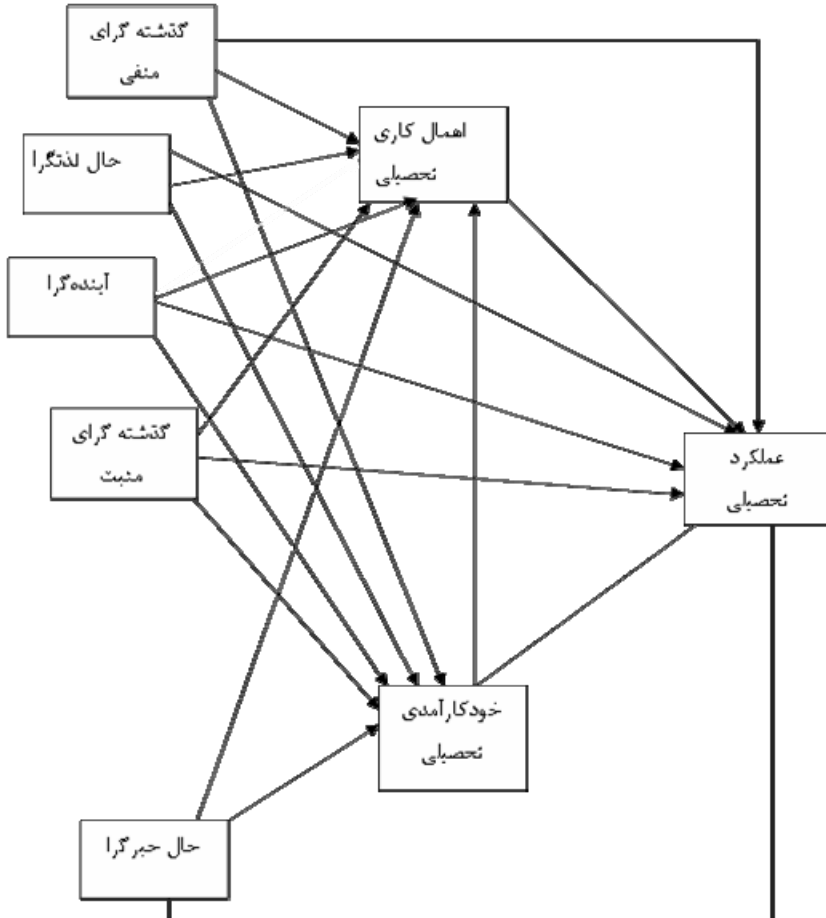 گذشته گرای
منفی
اهمال کاری
تحصیلی
حال لذتگرا
آینده‌گرا
گذشته گرای
مثبت
عملکرد
تحصیلی
خودکارآمدی
تحصیلی
حال جبرگرا